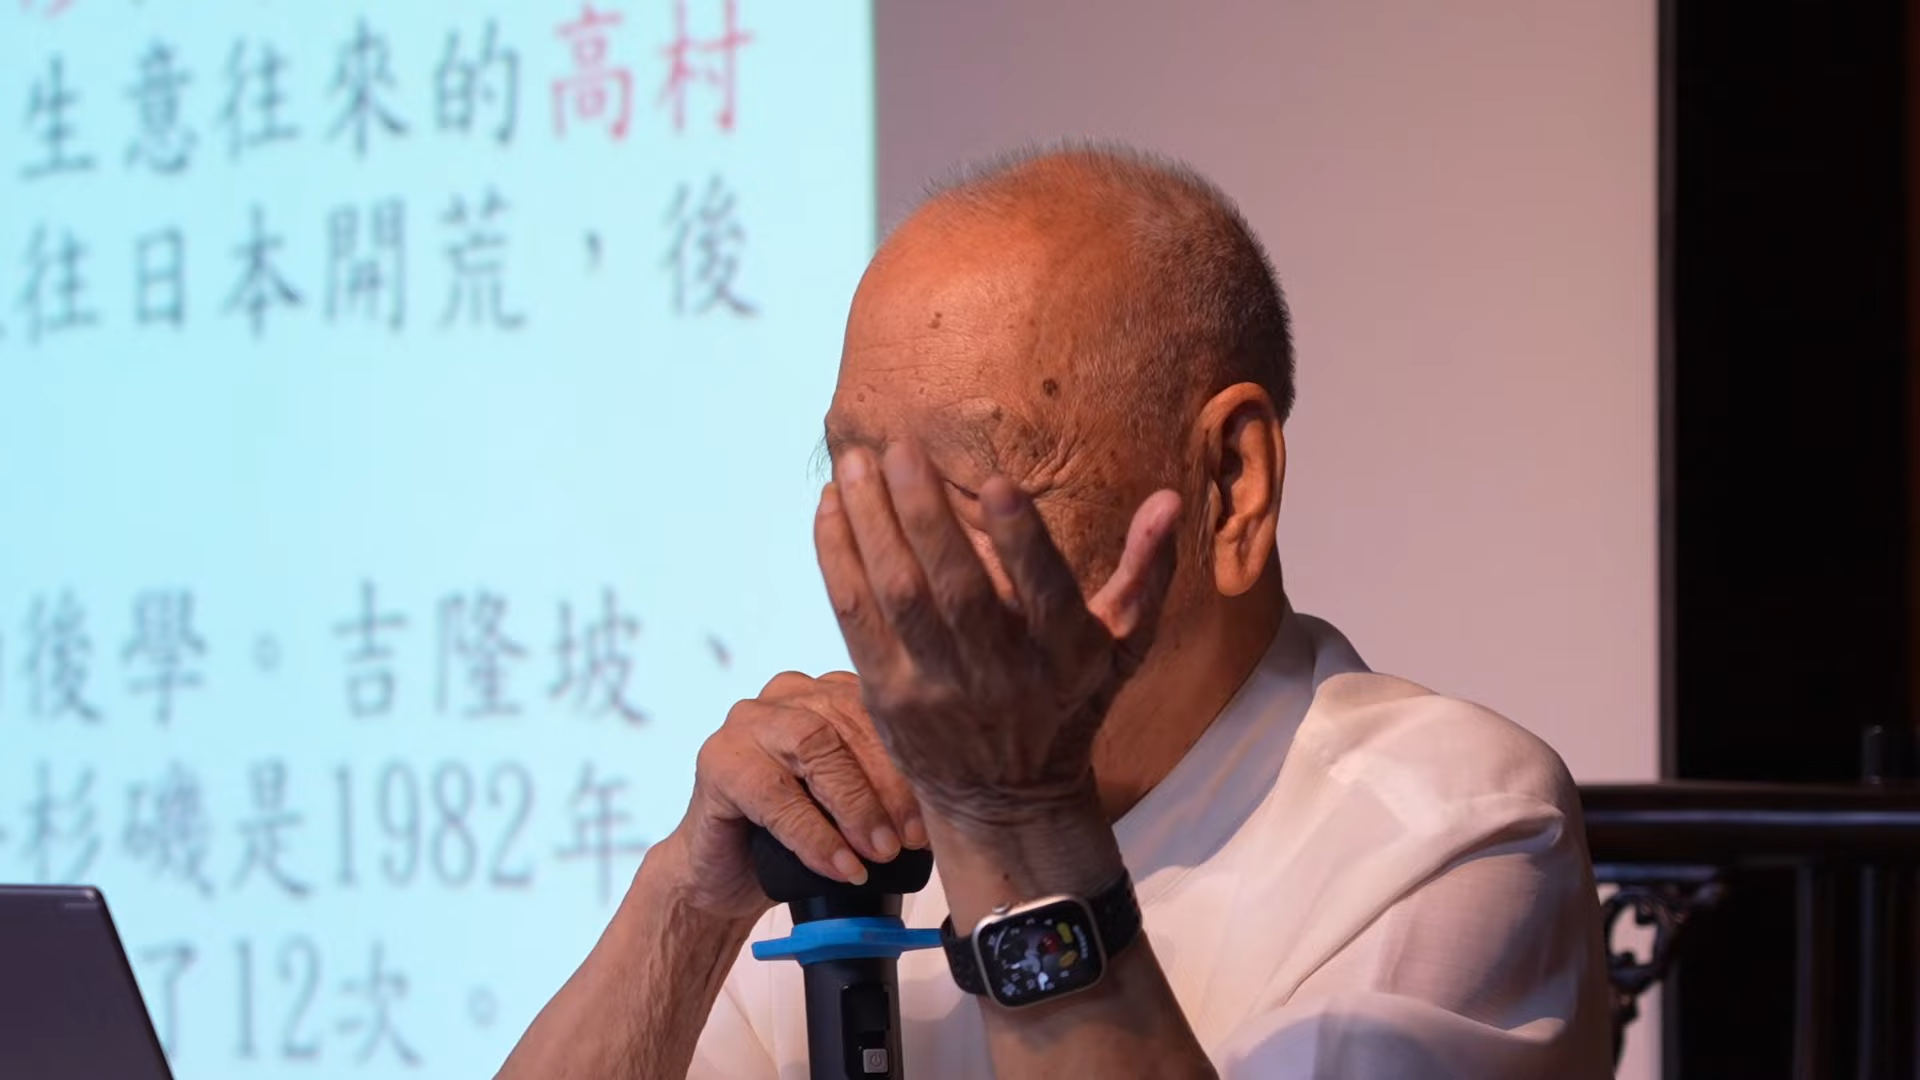 生意往來的高村
往日本開荒，後
後學。吉隆坡、
杉磯是1982年
了12次。